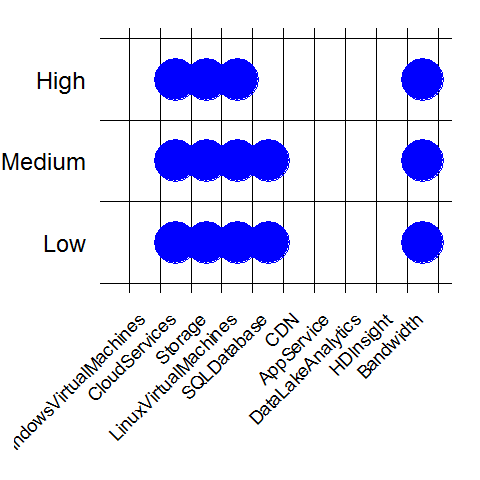 High
Medium
Low
ndowsVirtualMachines
CloudServices
Storage
LinuxVirtualMachines
SQLDatabase
CDN
AppService
DataLakeAnalytics
HDInsight
Bandwidth